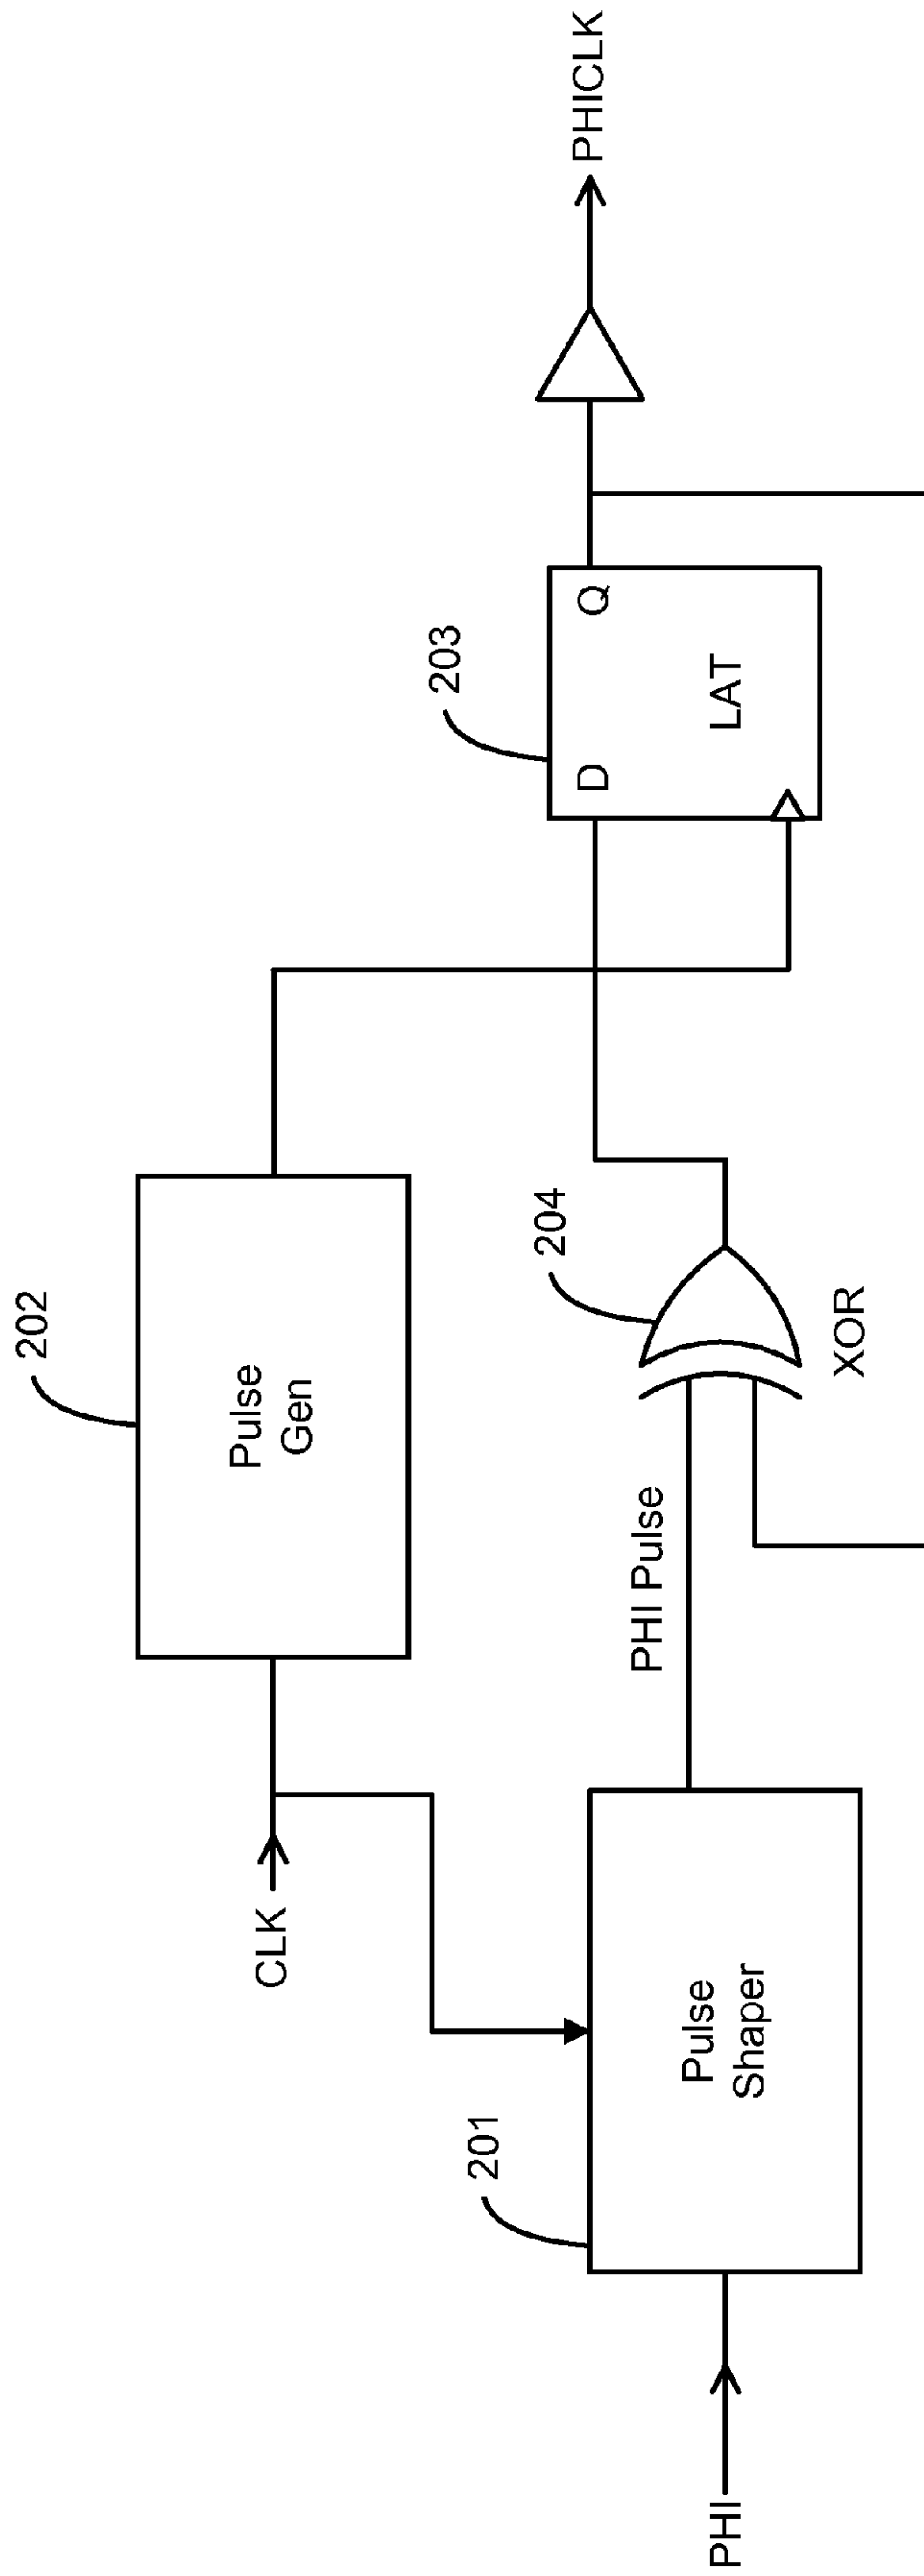 202
Pulse
Gen
CLK
203
D
Q
LAT
PHICLK
204
XOR
PHI Pulse
201
Pulse
Shaper
PHI